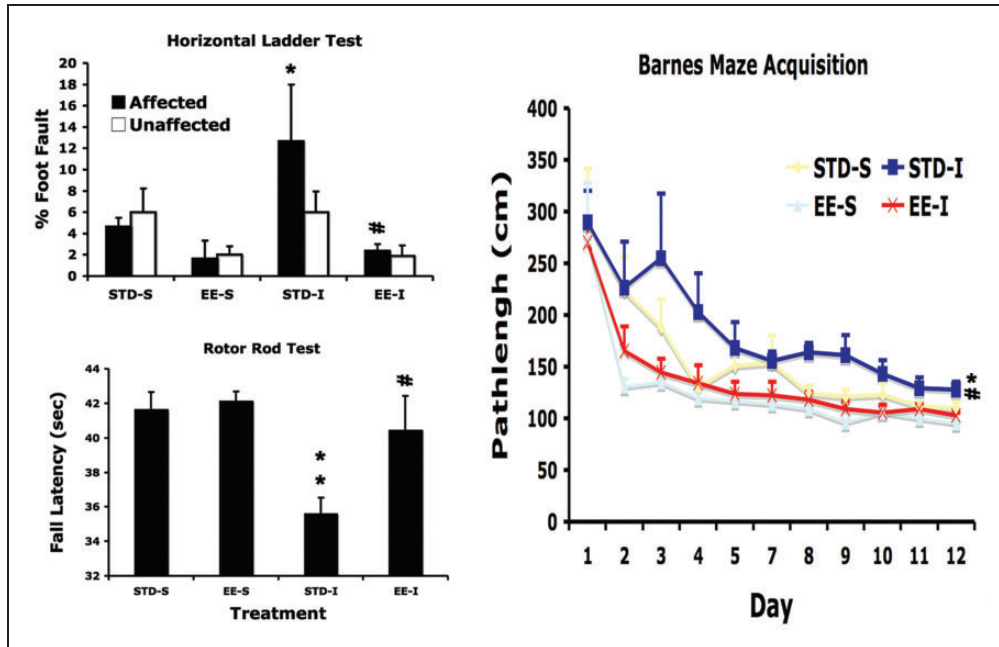 Horizontal Ladder Test
% Foot Fault
20
18
16
14
12
10
8
6
4
2
0
Affected
Unaffected
*
#
STD-S EE-S STD-I EE-I
Rotor Rod Test
Fall Latency (sec)
44
42
40
38
36
34
32
*
*
#
STD-S EE-S STD-I EE-I
Treatment
Barnes Maze Acquisition
Pathlengh (cm)
400
350
300
250
200
150
100
50
0
STD-S STD-I
EE-S EE-I
*
#
1 2 3 4 5 7 8 9 10 11 12
Day